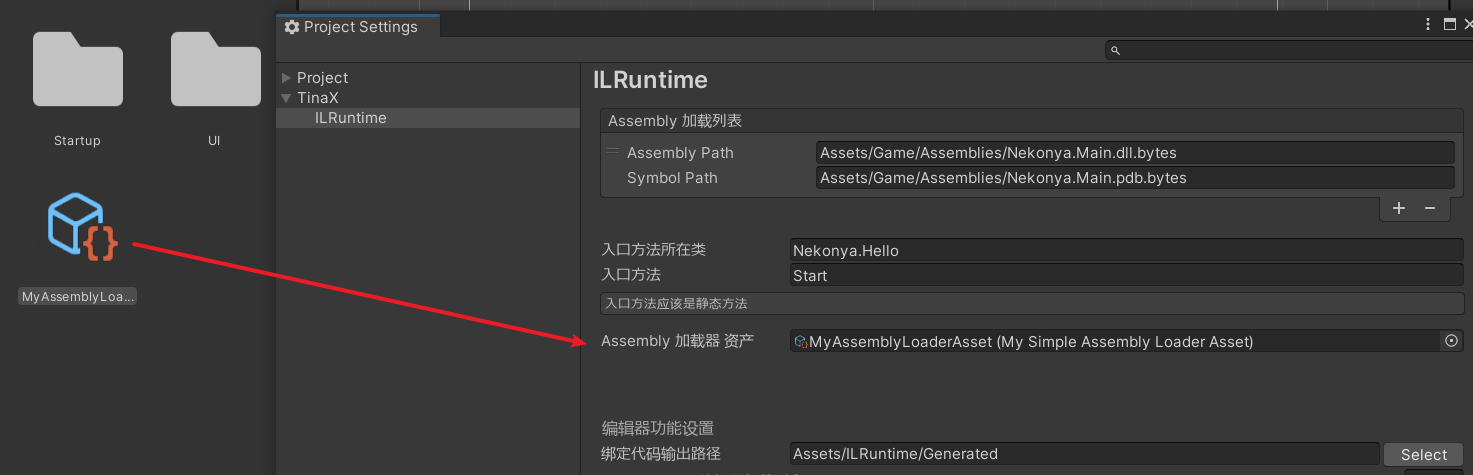 Project Settings
Startup
UI
MyAssemblyLoa...
Project
TinaX
ILRuntime
ILRuntime
Assembly 加载列表
Assembly Path Assets/Game/Assemblies/Nekonya.Main.dll.bytes
Symbol Path Assets/Game/Assemblies/Nekonya.Main.pdb.bytes
+ −
入口方法所在类 Nekonya.Hello
入口方法 Start
入口方法应该是静态方法
Assembly 加载器 资产 MyAssemblyLoaderAsset (My Simple Assembly Loader Asset)
编辑器功能设置
绑定代码输出路径 Assets/ILRuntime/Generated Select